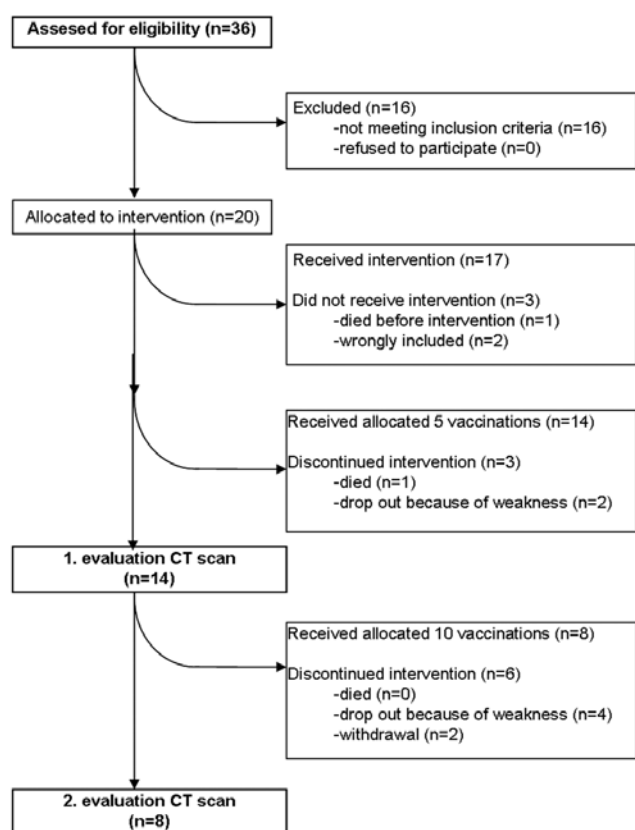 Assesed for eligibility (n=36)
Excluded (n=16)
-not meeting inclusion criteria (n=16)
-refused to participate (n=0)
Allocated to intervention (n=20)
Received intervention (n=17)
Did not receive intervention (n=3)
-died before intervention (n=1)
-wrongly included (n=2)
Received allocated 5 vaccinations (n=14)
Discontinued intervention (n=3)
-died (n=1)
-drop out because of weakness (n=2)
1. evaluation CT scan
(n=14)
Received allocated 10 vaccinations (n=8)
Discontinued intervention (n=6)
-died (n=0)
-drop out because of weakness (n=4)
-withdrawal (n=2)
2. evaluation CT scan
(n=8)